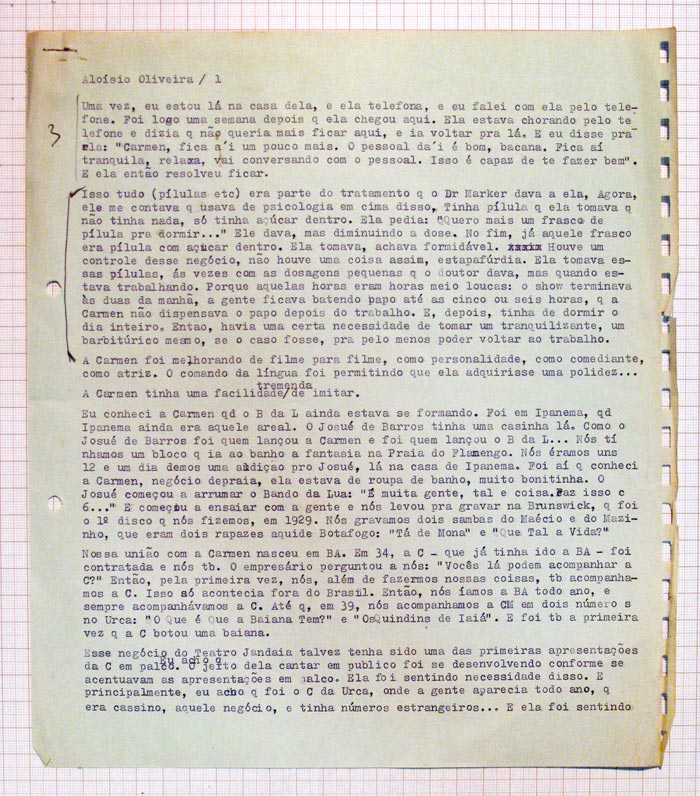 Aloísio Oliveira / 1
Uma vez, eu estou lá na casa dela, e ela telefona, e eu falei com ela pelo tele-
fone. Foi logo uma semana depois q ela chegou aqui. Ela estava chorando pelo te
lefone e dizia q não queria mais ficar aqui, e ia voltar pra lá. E eu disse pra
ela: "Carmen, fica a´i um pouco mais. O pessoal da´i é bom, bacana. Fica aí
tranquila, relaxa, vai conversando com o pessoal. Isso é capaz de te fazer bem".
E ela então resolveu ficar.
3
Isso tudo (pílulas etc) era parte do tratamento q o Dr Marker dava a ela, Agora,
ele me contava q usava de psicologia em cima disso, Tinha pílula q ela tomava q
não tinha nada, só tinha açúcar dentro. Ela pedia: "Quero mais um frasco de
pílula pra dormir..." Ele dava, mas diminuindo a dose. No fim, já aquele frasco
era pílula com açúcar dentro. Ela tomava, achava formidável. xxxxx Houve um
controle desse negócio, não houve uma coisa assim, estapafúrdia. Ela tomava es-
sas pílulas, ás vezes com as dosagens pequenas q o doutor dava, mas quando es-
tava trabalhando. Porque aquelas horas eram horas meio loucas: o show terminava
às duas da manhã, a gente ficava batendo papo até as cinco ou seis horas, q a
Carmen não dispensava o papo depois do trabalho. E, depois, tinha de dormir o
dia inteiro. Entao, havia uma certa necessidade de tomar um tranquilizante, um
barbitúrico mesmo, se o caso fosse, pra pelo menos poder voltar ao trabalho.
A Carmen foi melhorando de filme para filme, como personalidade, como comediante,
como atriz. O comando da língua foi permitindo que ela adquirisse uma polidez...
tremenda
A Carmen tinha uma facilidade/de imitar.
Eu conheci a Carmen qd o B da L ainda estava se formando. Foi em Ipanema, qd
Ipanema ainda era aquele areal. O Josué de Barros tinha uma casinha lá. Como o
Josué de Barros foi quem lançou a Carmen e foi quem lançou o B da L... Nós tí
nhamos um bloco q ia ao banho a fantasia na Praia do Flamengo. Nós éramos uns
12 e um dia demos uma audição pro Josué, lá na casa de Ipanema. Foi aí q conheci
a Carmen, negócio depraia, ela estava de roupa de banho, muito bonitinha. O
Josué começou a arrumar o Bando da Lua: "É muita gente, tal e coisa.Faz isso c
6..." E começou a ensaiar com a gente e nós levou pra gravar na Brunswick, q foi
o 1º disco q nós fizemos, em 1929. Nós gravamos dois sambas do Maécio e do Mazi-
nho, que eram dois rapazes aquide Botafogo: "Tá de Mona" e "Que Tal a Vida?"
Nossa união com a Carmen nasceu em BA. Em 34, a C - que já tinha ido a BA - foi
contratada e nós tb. O empresário perguntou a nós: "Vocês lá podem acompanhar a
C?" Então, pela primeira vez, nós, além de fazermos nossas coisas, tb acompanha-
mos a C. Isso só acontecia fora do Brasil. Então, nós íamos a BA todo ano, e
sempre acompanhávamos a C. Até q, em 39, nós acompanhamos a CM em dois número s
no Urca: "O Que é Que a Baiana Tem?" e "OsQuindins de Iaiá". E foi tb a primeira
vez q a C botou uma baiana.
Esse negócio do Teatro Jandaia talvez tenha sido uma das primeiras apresentações
Eu acho q
da C em palco. O jeito dela cantar em publico foi se desenvolvendo conforme se
acentuavam as apresentações em palco. Ela foi sentindo necessidade disso. E
principalmente, eu acho q foi o C da Urca, onde a gente aparecia todo ano, q
era cassino, aquele negócio, e tinha números estrangeiros... E ela foi sentindo